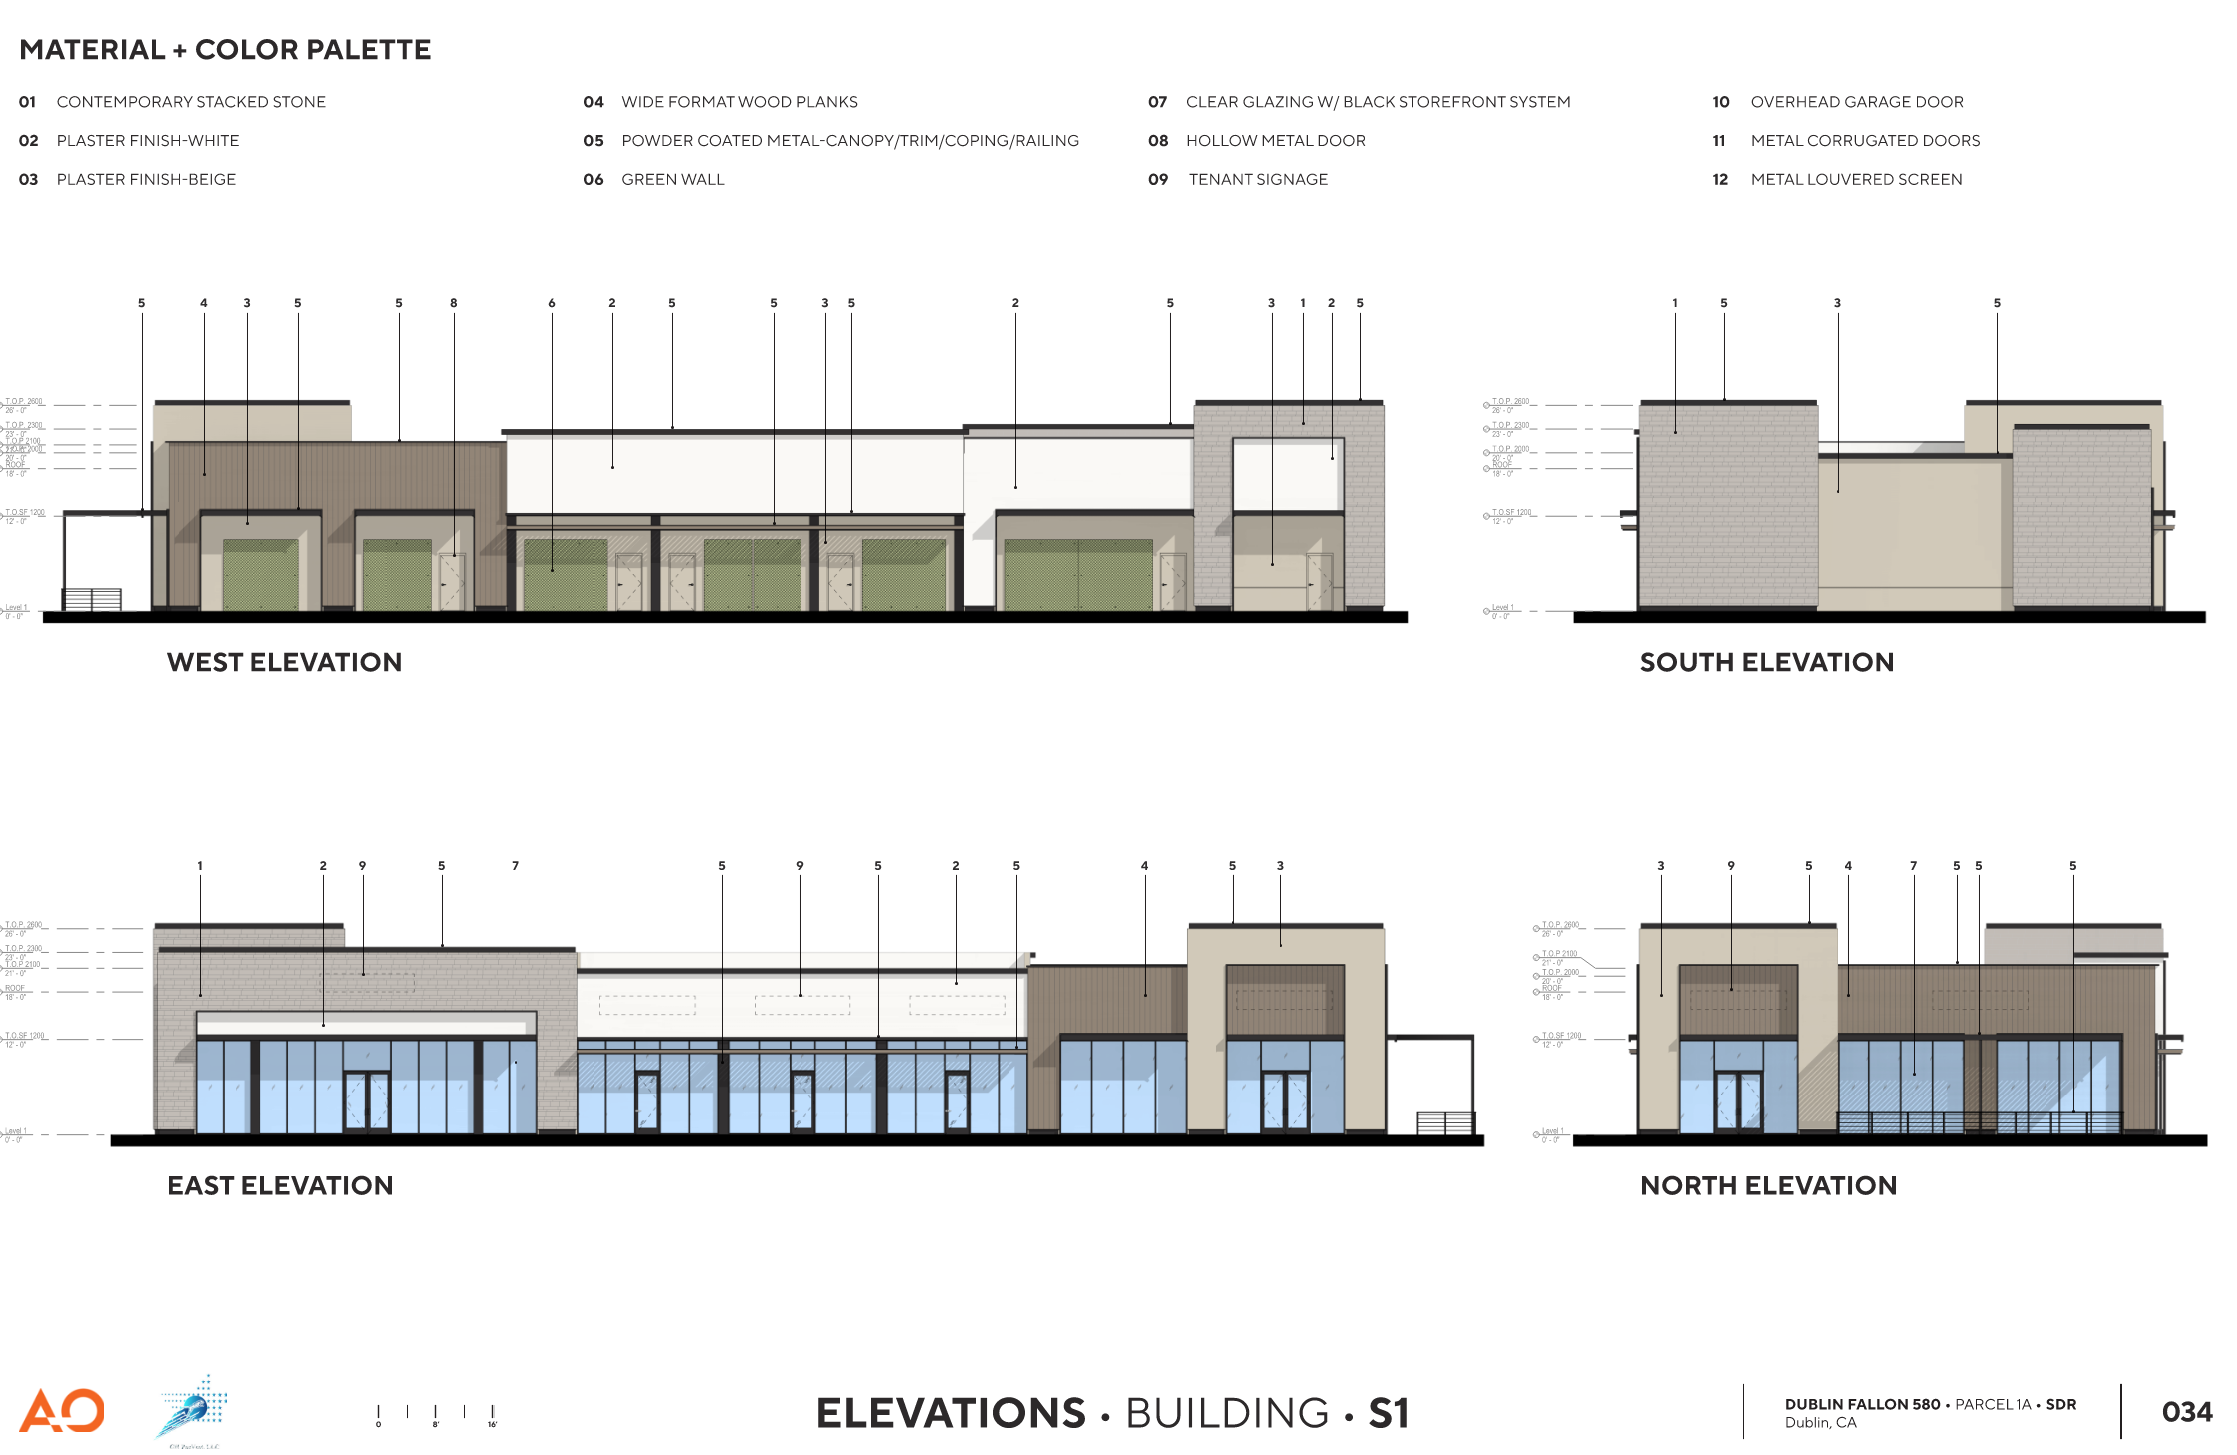 MATERIAL + COLOR PALETTE
01 CONTEMPORARY STACKED STONE
02 PLASTER FINISH-WHITE
03 PLASTER FINISH-BEIGE
04 WIDE FORMAT WOOD PLANKS
05 POWDER COATED METAL-CANOPY/TRIM/COPING/RAILING
06 GREEN WALL
07 CLEAR GLAZING W/ BLACK STOREFRONT SYSTEM
08 HOLLOW METAL DOOR
09 TENANT SIGNAGE
10 OVERHEAD GARAGE DOOR
11 METAL CORRUGATED DOORS
12 METAL LOUVERED SCREEN
5 4 3 5 5 8 6 2 5 5 3 5 2 5 3 1 2 5
T.O.P. 2600
26' - 0"
T.O.P. 2300
23' - 0"
T.O.P 2100
20' - 0"
ROOF
18' - 0"
T.O.SF 1200
12' - 0"
Level 1
0' - 0"
WEST ELEVATION
1 5 3 5
T.O.P. 2600
26' - 0"
T.O.P. 2300
23' - 0"
T.O.P. 2000
20' - 0"
ROOF
18' - 0"
T.O.SF 1200
12' - 0"
Level 1
0' - 0"
SOUTH ELEVATION
1 2 9 5 7 5 9 5 2 5 4 5 3
T.O.P. 2600
26' - 0"
T.O.P. 2300
23' - 0"
T.O.P 2100
21' - 0"
ROOF
18' - 0"
T.O.SF 1200
12' - 0"
Level 1
0' - 0"
EAST ELEVATION
3 9 5 4 7 5 5 5
T.O.P. 2600
26' - 0"
T.O.P 2100
21' - 0"
T.O.P. 2000
20' - 0"
ROOF
18' - 0"
T.O.SF 1200
12' - 0"
Level 1
0' - 0"
NORTH ELEVATION
AO
0 8' 16'
ELEVATIONS • BUILDING • S1
DUBLIN FALLON 580 • PARCEL 1A • SDR
Dublin, CA
034